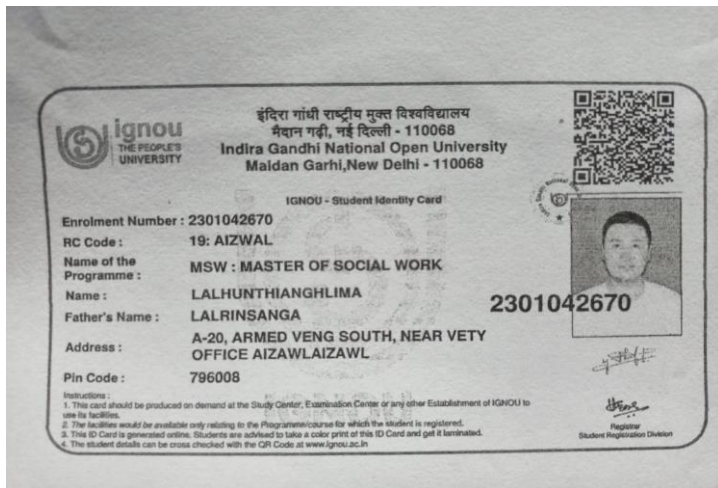 ignou
THE PEOPLE'S
UNIVERSITY
इंदिरा गांधी राष्ट्रीय मुक्त विश्वविद्यालय
मैदान गढ़ी, नई दिल्ली - 110068
Indira Gandhi National Open University
Maidan Garhi,New Delhi - 110068
IGNOU - Student Identity Card
Enrolment Number : 2301042670
RC Code : 19: AIZWAL
Name of the
Programme : MSW : MASTER OF SOCIAL WORK
Name : LALHUNTHIANGHLIMA
Father's Name : LALRINSANGA
2301042670
Address : A-20, ARMED VENG SOUTH, NEAR VETY
OFFICE AIZAWLAIZAWL
Pin Code : 796008
Instructions :
1. This card should be produced on demand at the Study Center, Examination Center or any other Establishment of IGNOU to
use its facilities.
2. The facilities would be available only relating to the Programme/course for which the student is registered.
3. This ID Card is generated online, Students are advised to take a color print of this ID Card and get it laminated.
4. The student details can be cross checked with the QR Code at www.ignou.ac.in
Registrar
Student Registration Division